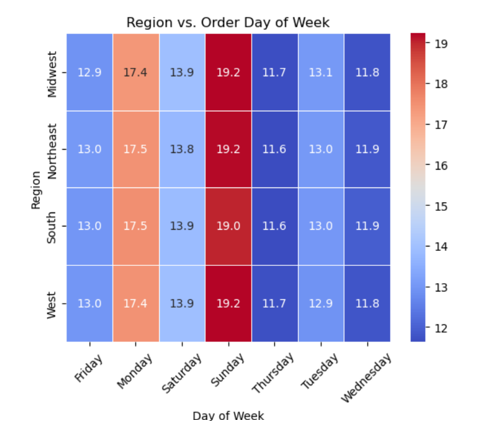 Region vs. Order Day of Week
Region
Midwest 12.9 17.4 13.9 19.2 11.7 13.1 11.8
Northeast 13.0 17.5 13.8 19.2 11.6 13.0 11.9
South 13.0 17.5 13.9 19.0 11.6 13.0 11.9
West 13.0 17.4 13.9 19.2 11.7 12.9 11.8
Friday Monday Saturday Sunday Thursday Tuesday Wednesday
Day of Week
19
18
17
16
15
14
13
12